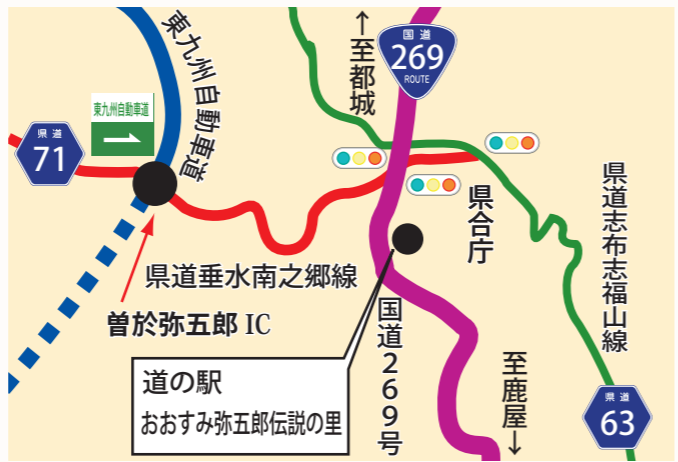 東九州自動車道
↑至都城
国道
269
ROUTE
東九州自動車道
県道
71
県合庁
県道志布志福山線
県道垂水南之郷線
曽於弥五郎 IC
国道269号
道の駅
おおすみ弥五郎伝説の里
至鹿屋↓
県道
63